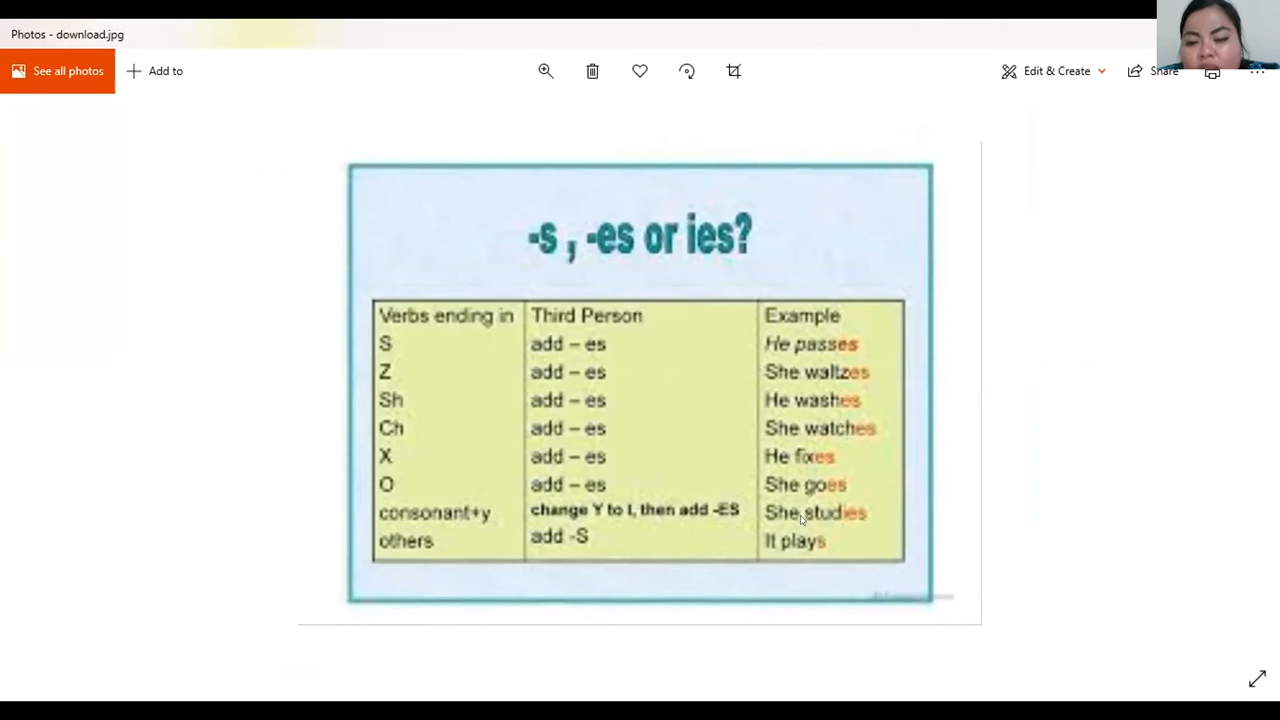 Photos - download.jpg
See all photos
Add to
Edit & Create
Share
-s , -es or ies?
Verbs ending in Third Person Example
S add – es He passes
Z add – es She waltzes
Sh add – es He washes
Ch add – es She watches
X add – es He fixes
O add – es She goes
consonant+y change Y to I, then add -ES She studies
others add -S It plays